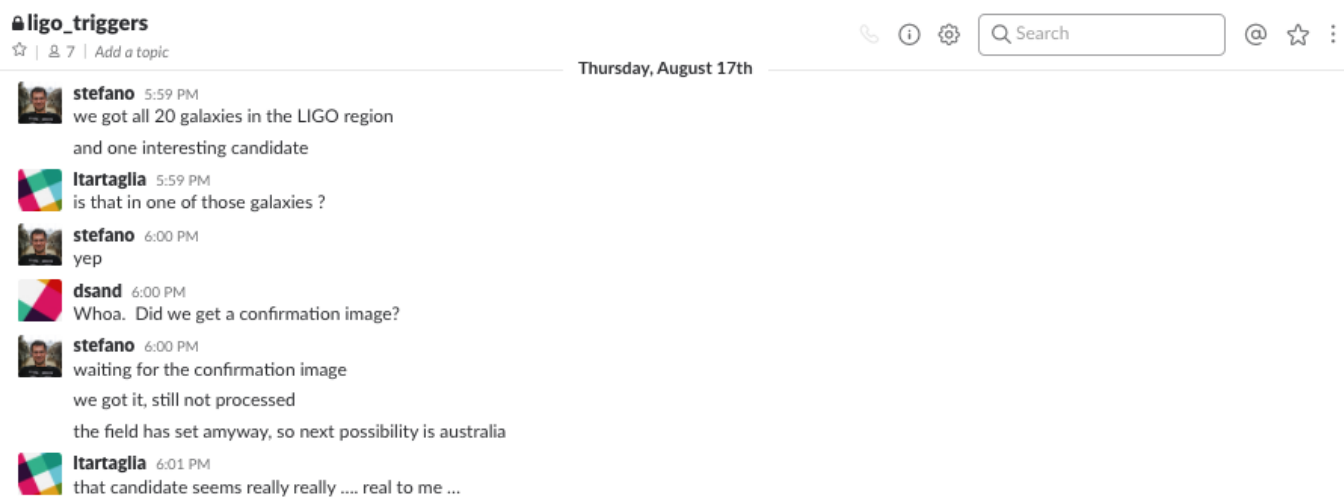 ligo_triggers
7 Add a topic
Search
Thursday, August 17th
stefano 5:59 PM
we got all 20 galaxies in the LIGO region
and one interesting candidate
ltartaglia 5:59 PM
is that in one of those galaxies ?
stefano 6:00 PM
yep
dsand 6:00 PM
Whoa. Did we get a confirmation image?
stefano 6:00 PM
waiting for the confirmation image
we got it, still not processed
the field has set amyway, so next possibility is australia
ltartaglia 6:01 PM
that candidate seems really really .... real to me ...